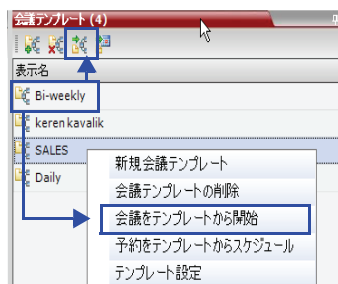 会議テンプレート (4)
表示名
Bi-weekly
keren kavalik
SALES
Daily
新規会議テンプレート
会議テンプレートの削除
会議をテンプレートから開始
予約をテンプレートからスケジュール
テンプレート設定